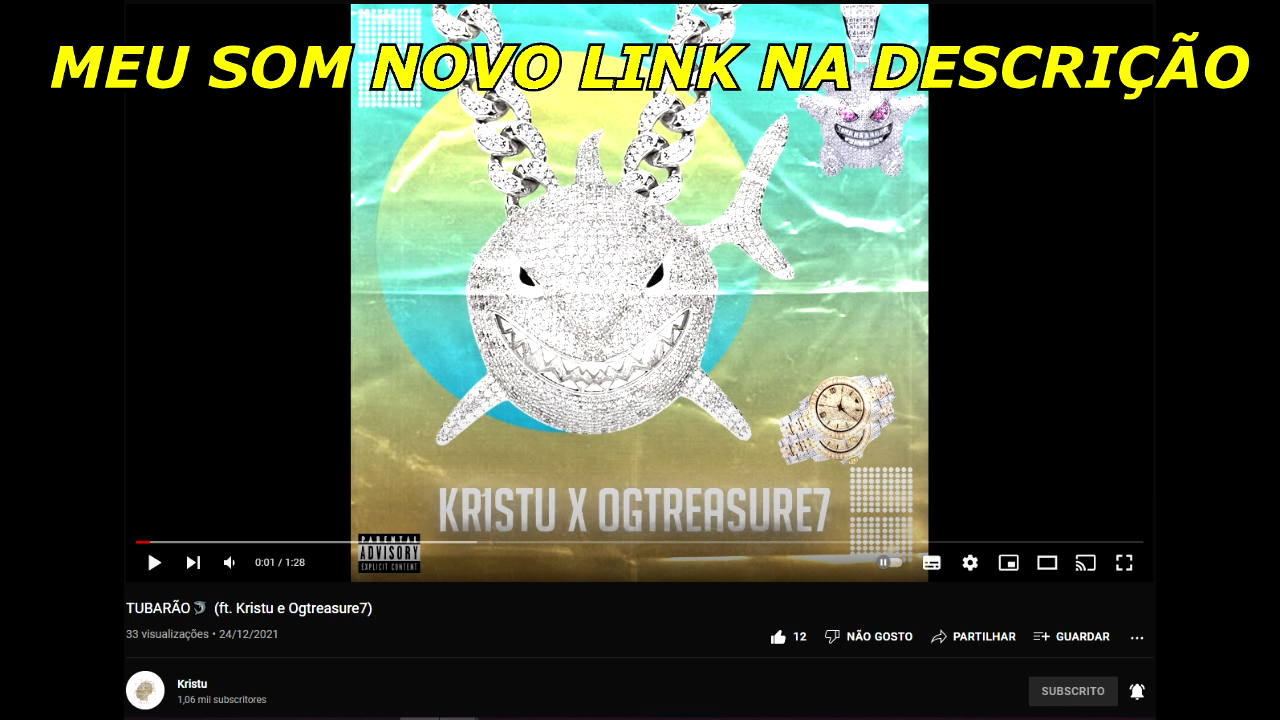 MEU SOM NOVO LINK NA DESCRIÇÃO
KR1STU X OGTREASURE7
PARENTAL
ADVISORY
EXPLICIT CONTENT
0:01 / 1:28
TUBARÃO (ft. Kristu e Ogtreasure7)
33 visualizações • 24/12/2021
12 NÃO GOSTO PARTILHAR GUARDAR ...
Kristu
1,06 mil subscritores
SUBSCRITO